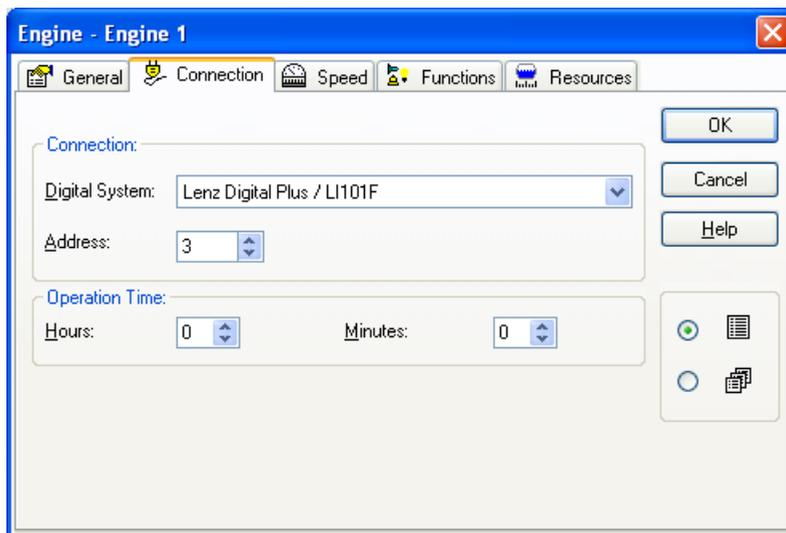 Engine - Engine 1
General Connection Speed Functions Resources
OK
Cancel
Help
Connection:
Digital System: Lenz Digital Plus / LI101F
Address: 3
Operation Time:
Hours: 0 Minutes: 0